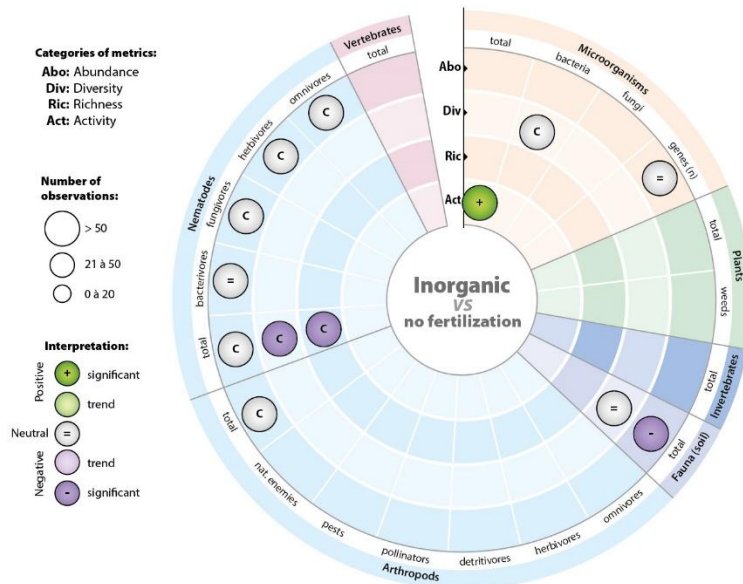 Categories of metrics:
Abo: Abundance
Div: Diversity
Ric: Richness
Act: Activity
Number of
observations:
> 50
21 à 50
0 à 20
Interpretation:
Positive
+ significant
trend
Neutral
= 
Negative
trend
- significant
Vertebrates
total
Microorganisms
total
bacteria
fungi
genes (n)
Plants
total
weeds
Invertebrates
total
Fauna (soil)
total
Arthropods
omnivores
herbivores
detritivores
pollinators
pests
nat. enemies
total
Nematodes
total
bacterivores
fungivores
herbivores
omnivores
Abo
Div
Ric
Act
C
=
+
=
-
C
C
C
C
=
C
C
C
Inorganic
VS
no fertilization